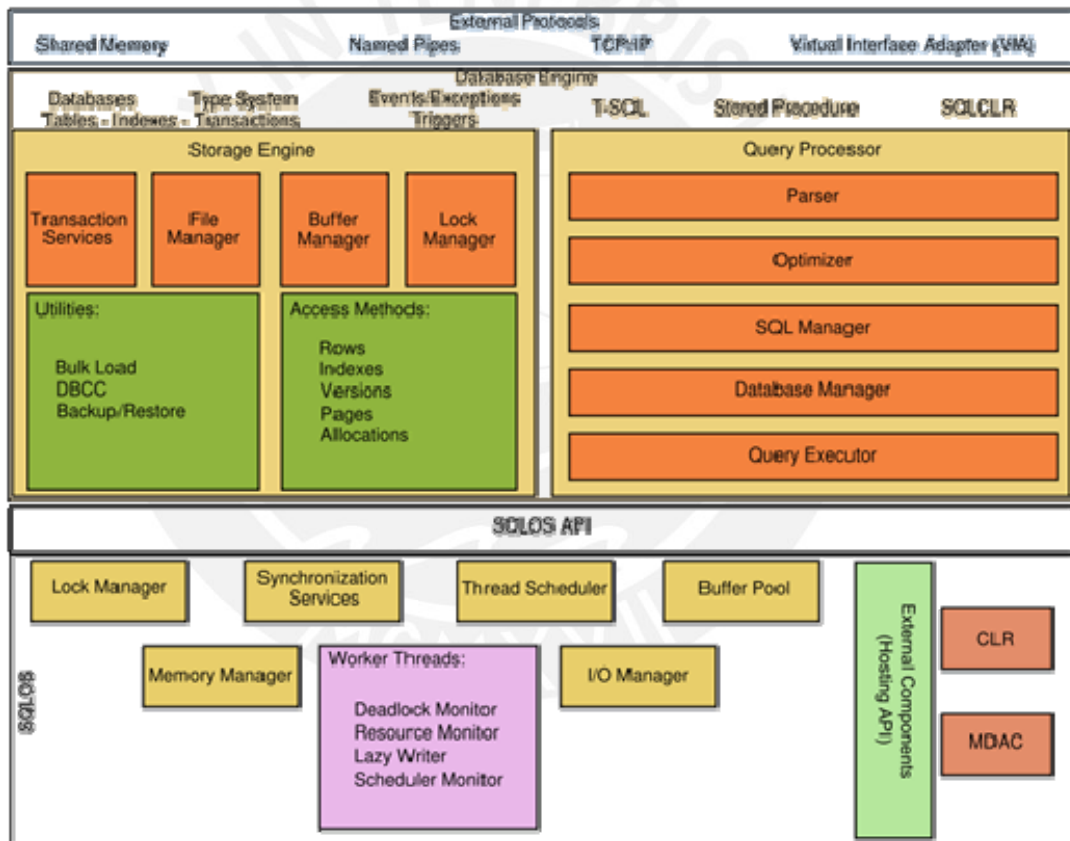 External Protocols
Shared Memory Named Pipes TCP/IP Virtual Interface Adapter (VIA)
Database Engine
Databases Type System Events/Exceptions
Tables - Indexes - Transactions Triggers
T-SQL Stored Procedure SQLCLR
Storage Engine
Transaction
Services
File
Manager
Buffer
Manager
Lock
Manager
Utilities:
Bulk Load
DBCC
Backup/Restore
Access Methods:
Rows
Indexes
Versions
Pages
Allocations
Query Processor
Parser
Optimizer
SQL Manager
Database Manager
Query Executor
SQLOS API
SQLOS
Lock Manager
Synchronization
Services
Thread Scheduler
Buffer Pool
Memory Manager
Worker Threads:
Deadlock Monitor
Resource Monitor
Lazy Writer
Scheduler Monitor
I/O Manager
External Components
(Hosting API)
CLR
MDAC